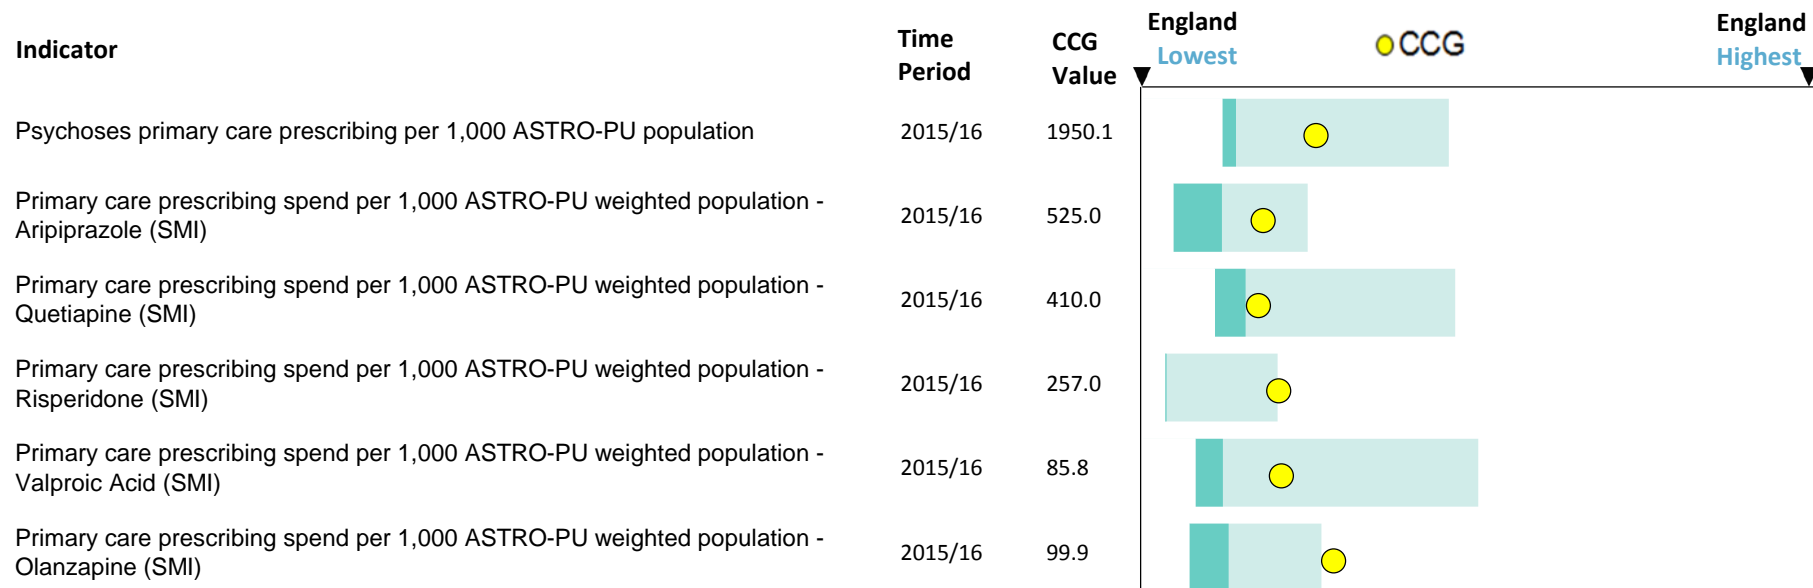 Indicator
Time Period
CCG Value
England Lowest
CCG
England Highest
Psychoses primary care prescribing per 1,000 ASTRO-PU population 2015/16 1950.1
Primary care prescribing spend per 1,000 ASTRO-PU weighted population -
Aripiprazole (SMI) 2015/16 525.0
Primary care prescribing spend per 1,000 ASTRO-PU weighted population -
Quetiapine (SMI) 2015/16 410.0
Primary care prescribing spend per 1,000 ASTRO-PU weighted population -
Risperidone (SMI) 2015/16 257.0
Primary care prescribing spend per 1,000 ASTRO-PU weighted population -
Valproic Acid (SMI) 2015/16 85.8
Primary care prescribing spend per 1,000 ASTRO-PU weighted population -
Olanzapine (SMI) 2015/16 99.9